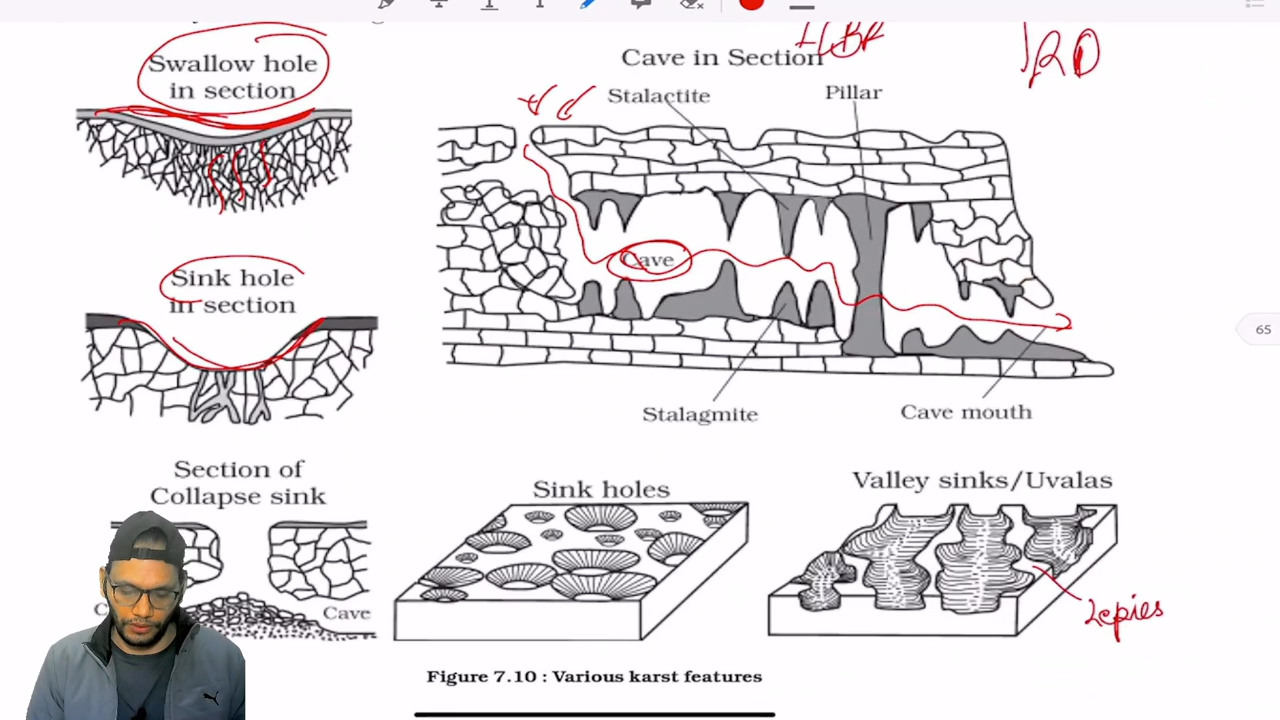 Swallow hole
in section
Cave in Section
Stalactite
Pillar
Cave
Sink hole
in section
65
Stalagmite
Cave mouth
Section of
Collapse sink
Cave
Sink holes
Valley sinks/Uvalas
Lepies
Figure 7.10 : Various karst features